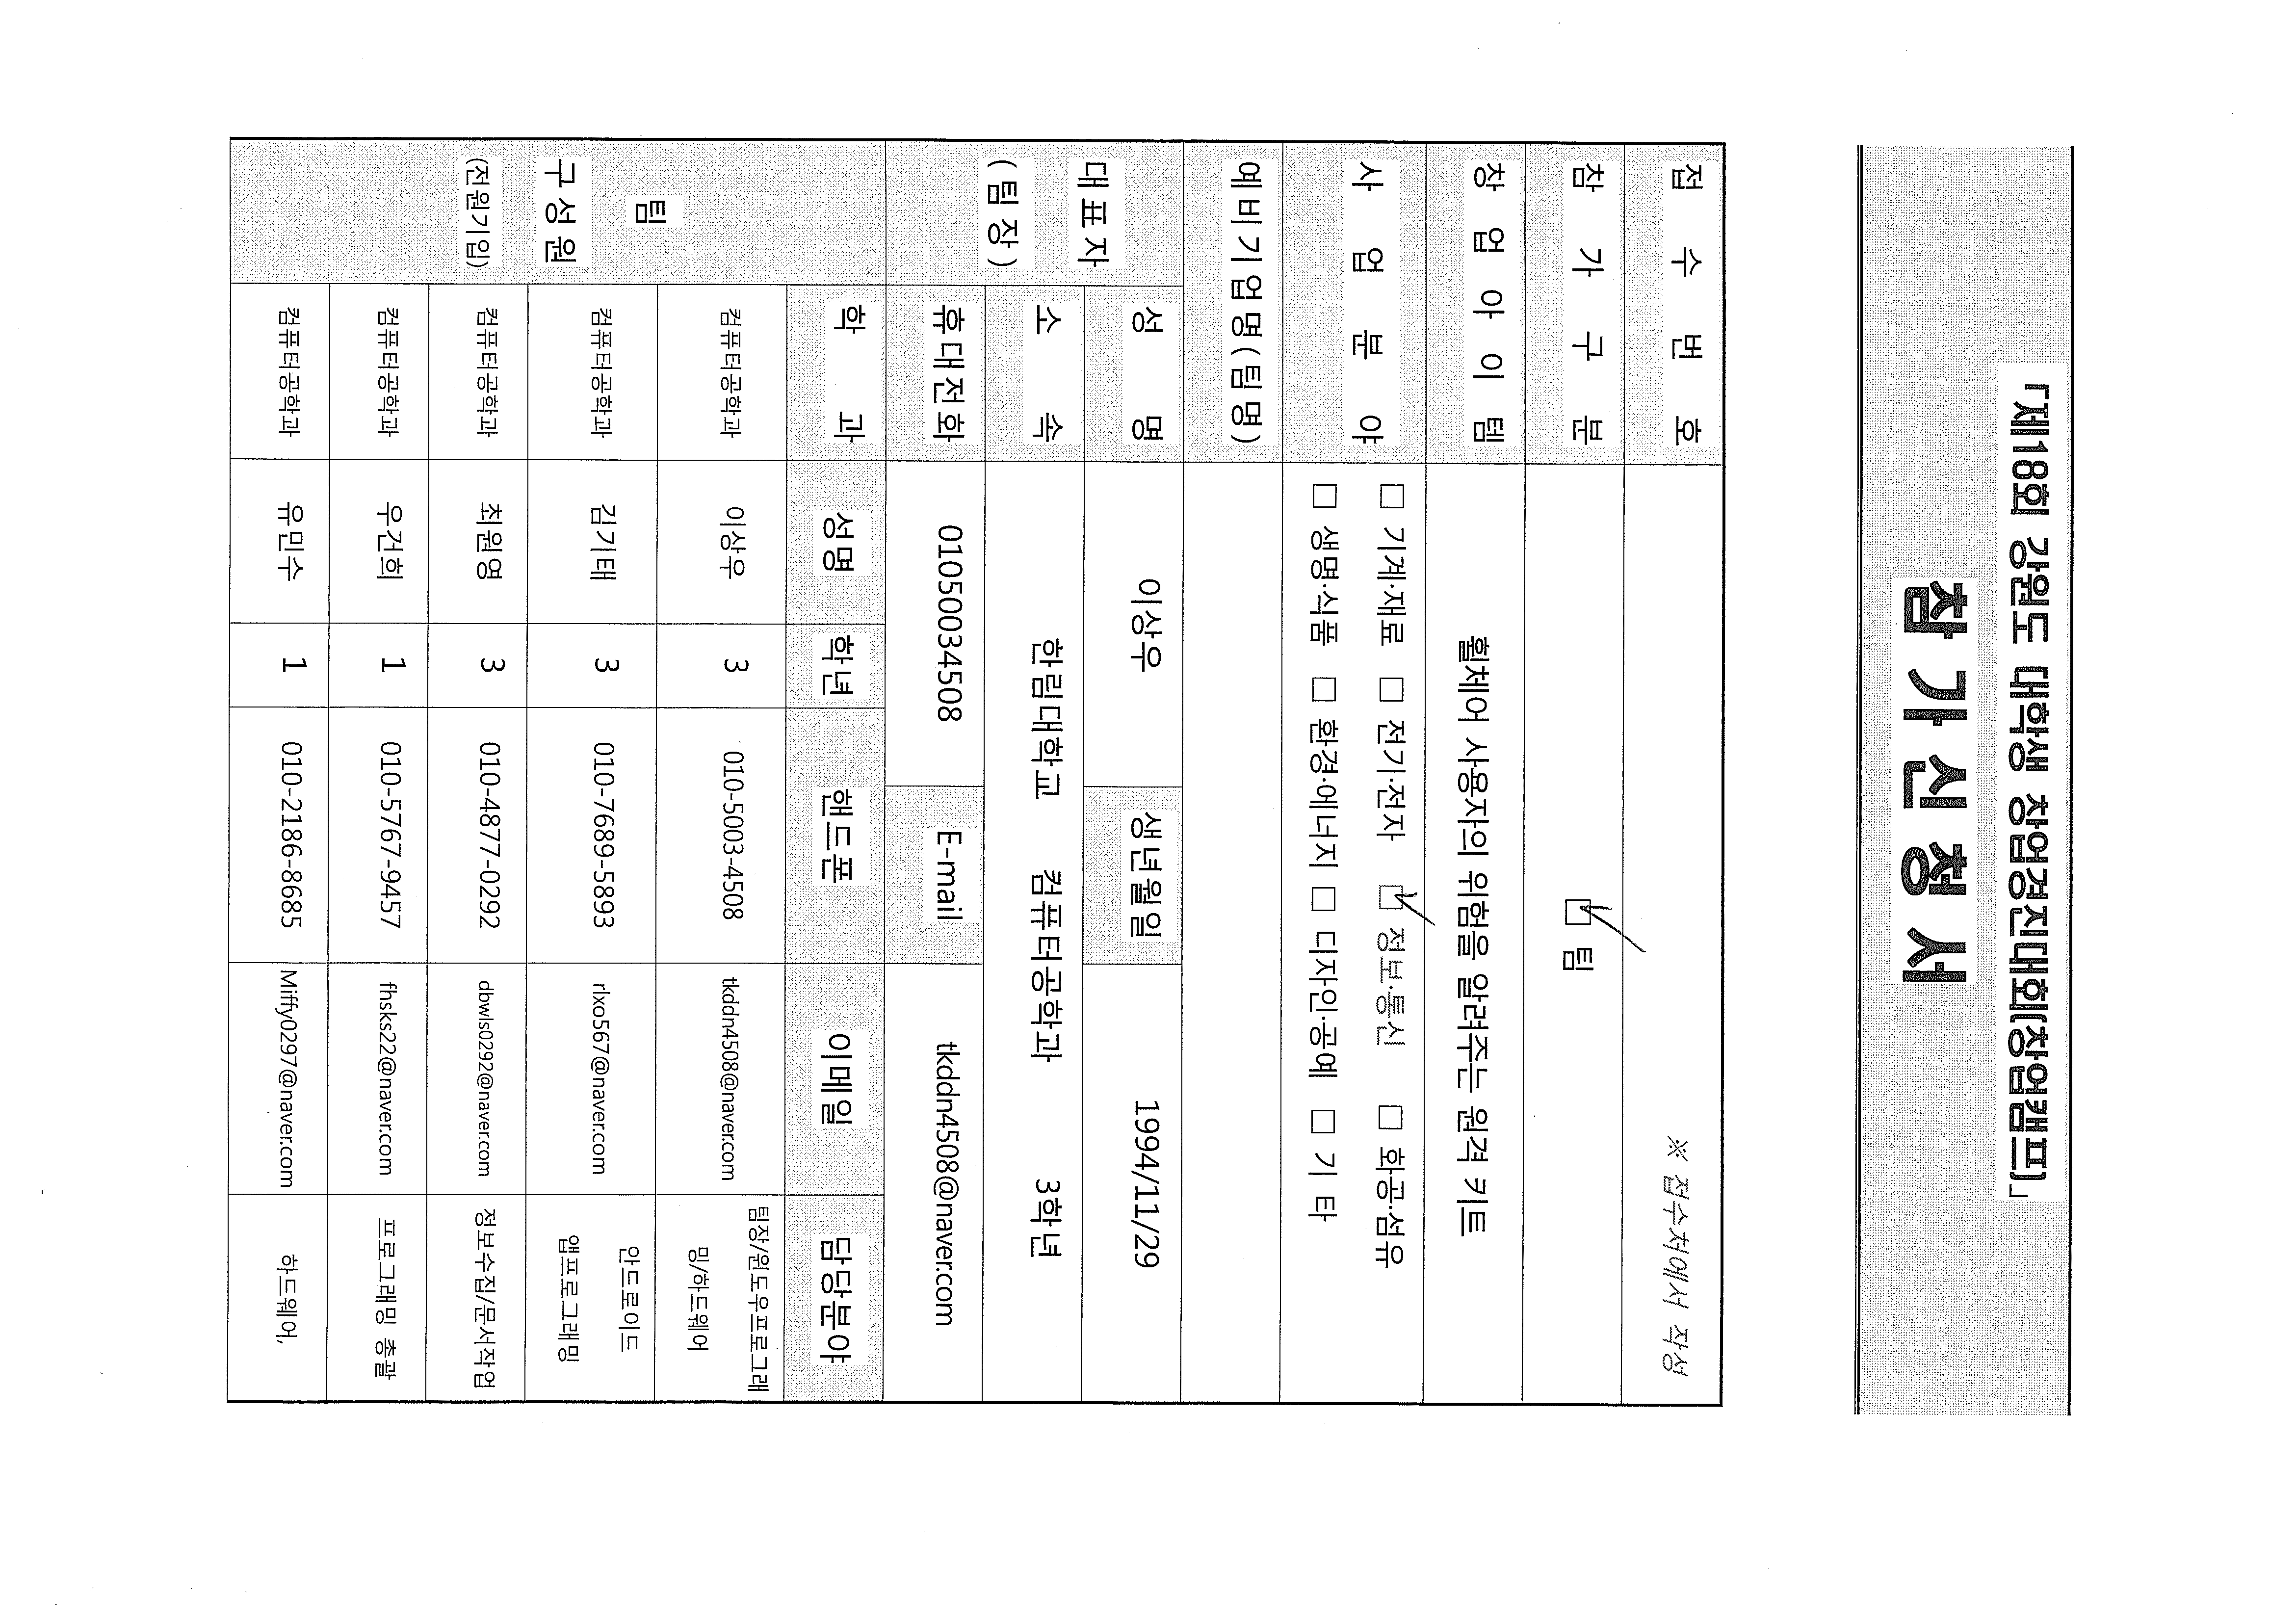 「제18회 강원도 대학생 창업경진대회(창업캠프)」
참 가 신 청 서
접 수 번 호 ※ 접수처에서 작성
참 가 구 분 □ 팀
창 업 아 이 템 휠체어 사용자의 위험을 알려주는 원격 키트
사 업 분 야 □ 기계·재료 □ 전기·전자 □ 정보·통신 □ 화공·섬유
□ 생명·식품 □ 환경·에너지 □ 디자인·공예 □ 기 타
예비기업명(팀명)
대표자
(팀장)
성 명 이상우 생년월일 1994/11/29
소 속 한림대학교 컴퓨터공학과 3학년
휴대전화 01050034508 E-mail tkddn4508@naver.com
팀
구성원
(전원기입)
학 과 성명 학년 핸드폰 이메일 담당분야
컴퓨터공학과 이상우 3 010-5003-4508 tkddn4508@naver.com 팀장/윈도우프로그래
밍/하드웨어
컴퓨터공학과 김기태 3 010-7689-5893 rlxo567@naver.com 안드로이드
앱프로그래밍
컴퓨터공학과 최원영 3 010-4877-0292 dbwls0292@naver.com 정보수집/문서작업
컴퓨터공학과 우건희 1 010-5767-9457 fhsks22@naver.com 프로그래밍 총괄
컴퓨터공학과 유민수 1 010-2186-8685 Miffy0297@naver.com 하드웨어,